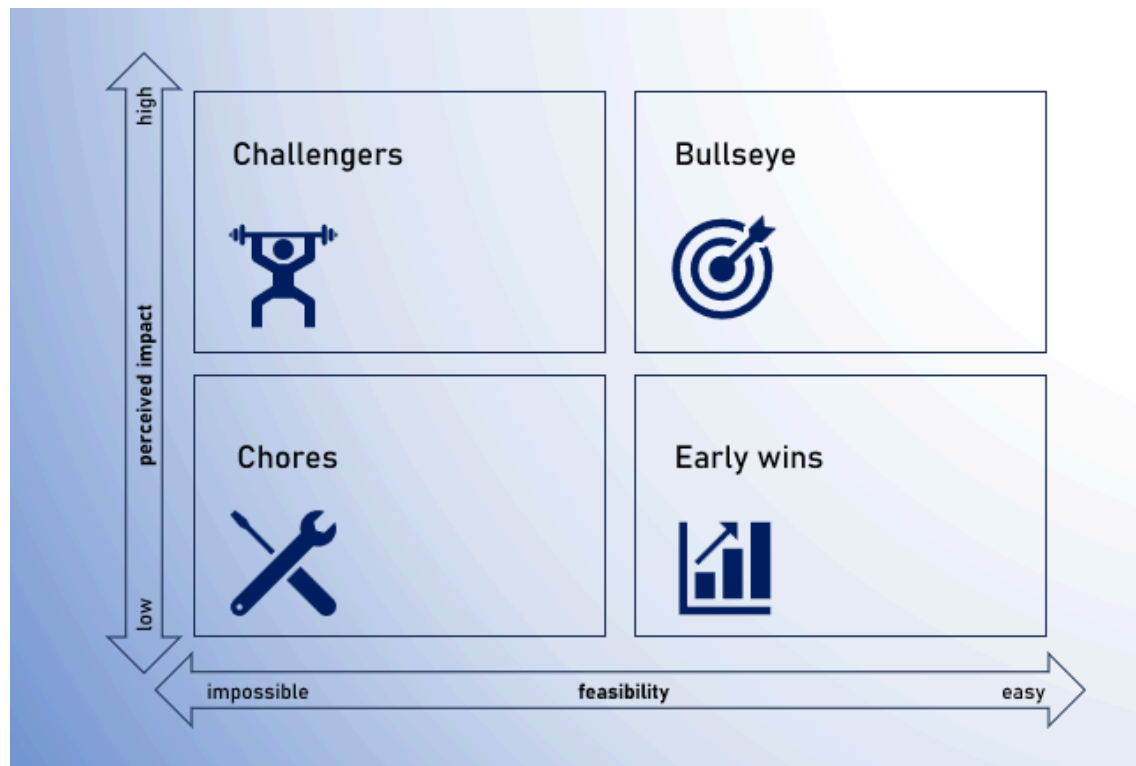 high
Challengers
Bullseye
perceived impact
Chores
Early wins
low
impossible
feasibility
easy